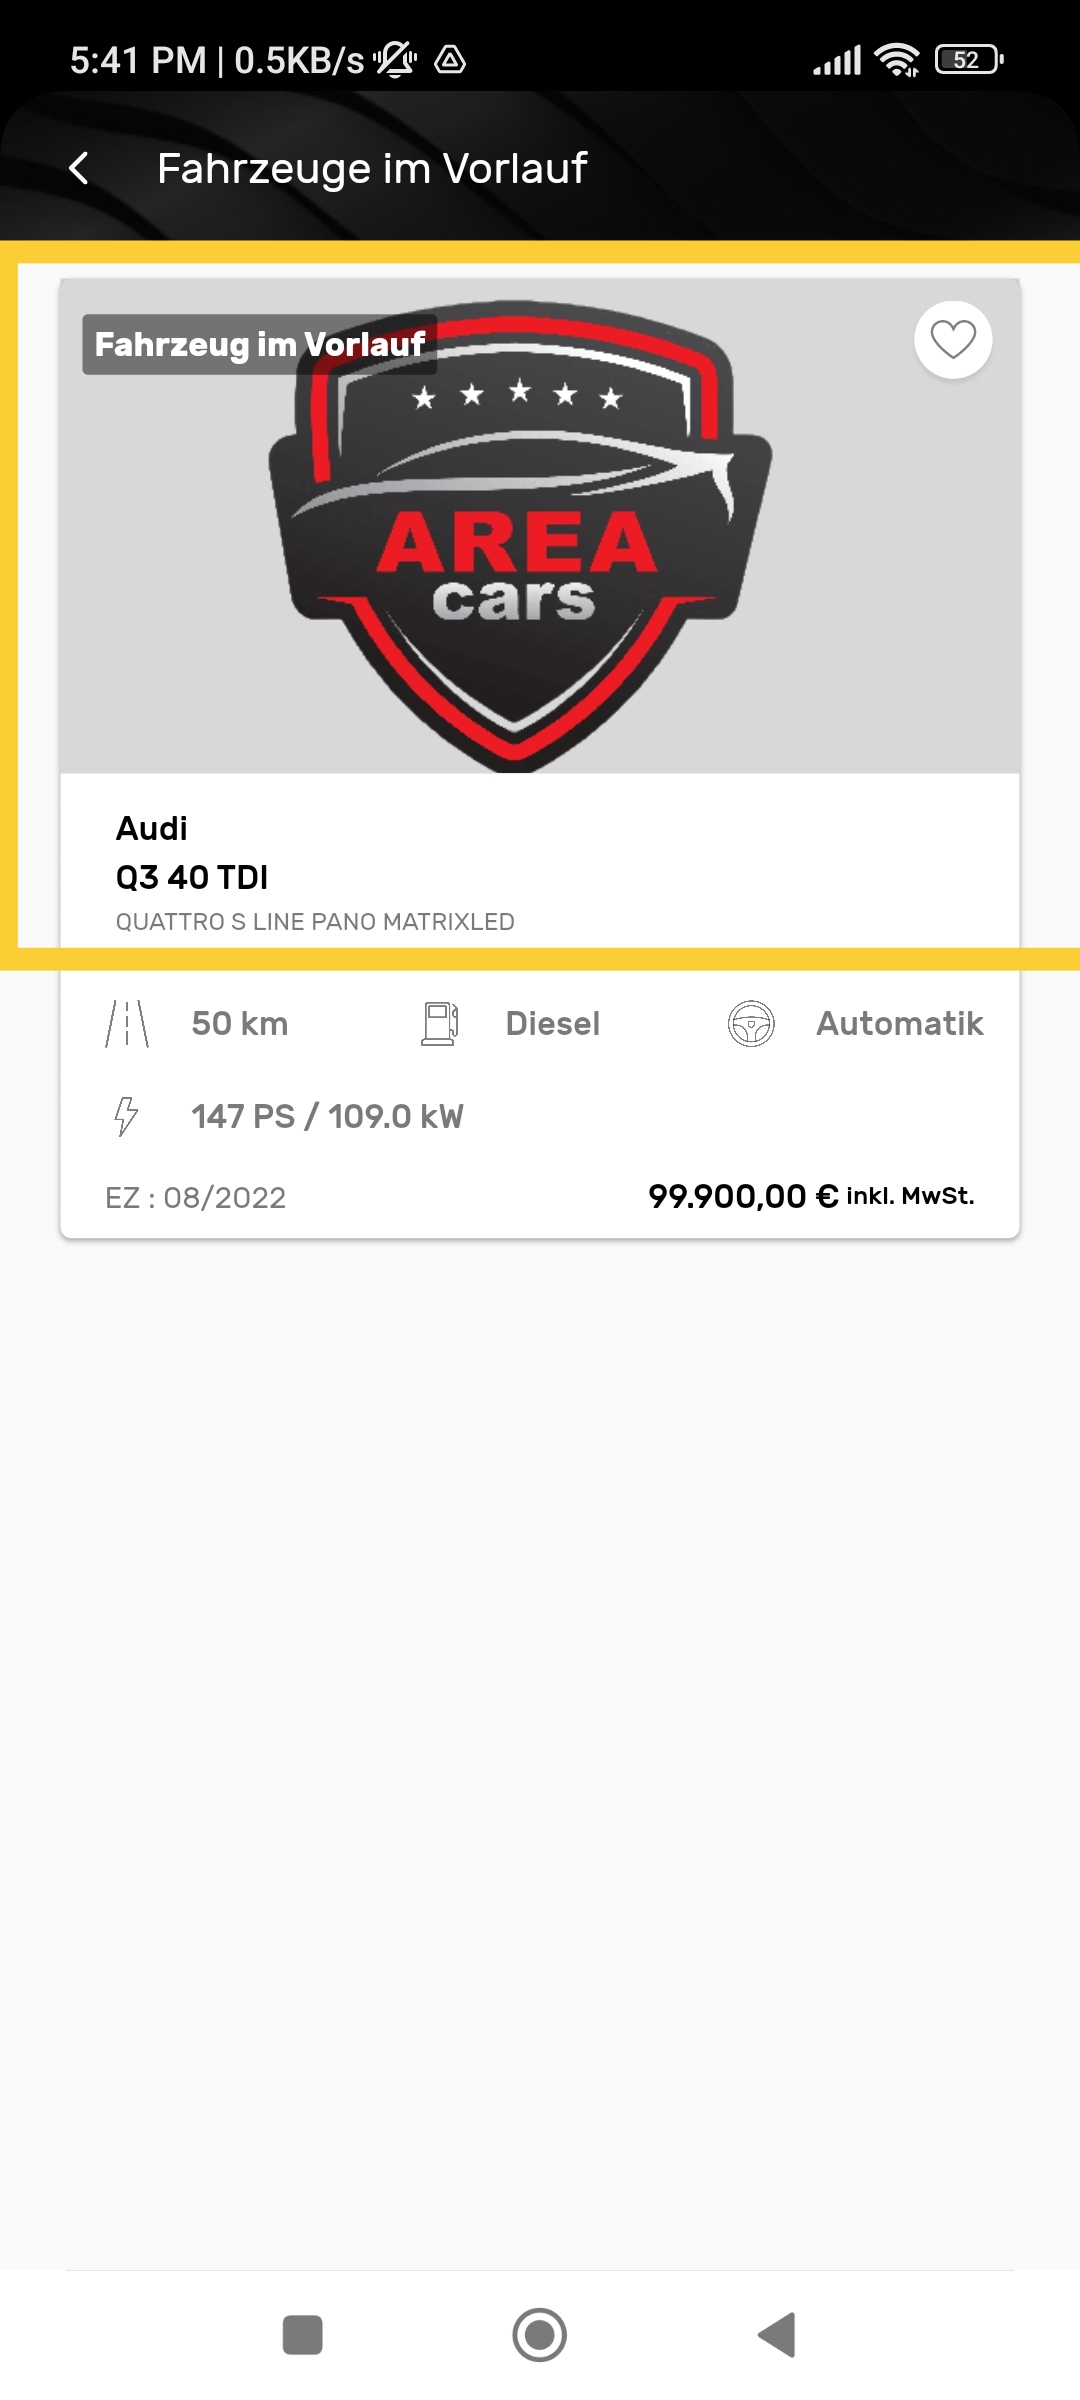 5:41 PM | 0.5KB/s 52
Fahrzeuge im Vorlauf
Fahrzeug im Vorlauf
AREA
cars
Audi
Q3 40 TDI
QUATTRO S LINE PANO MATRIXLED
50 km Diesel Automatik
147 PS / 109.0 kW
EZ : 08/2022 99.900,00 € inkl. MwSt.